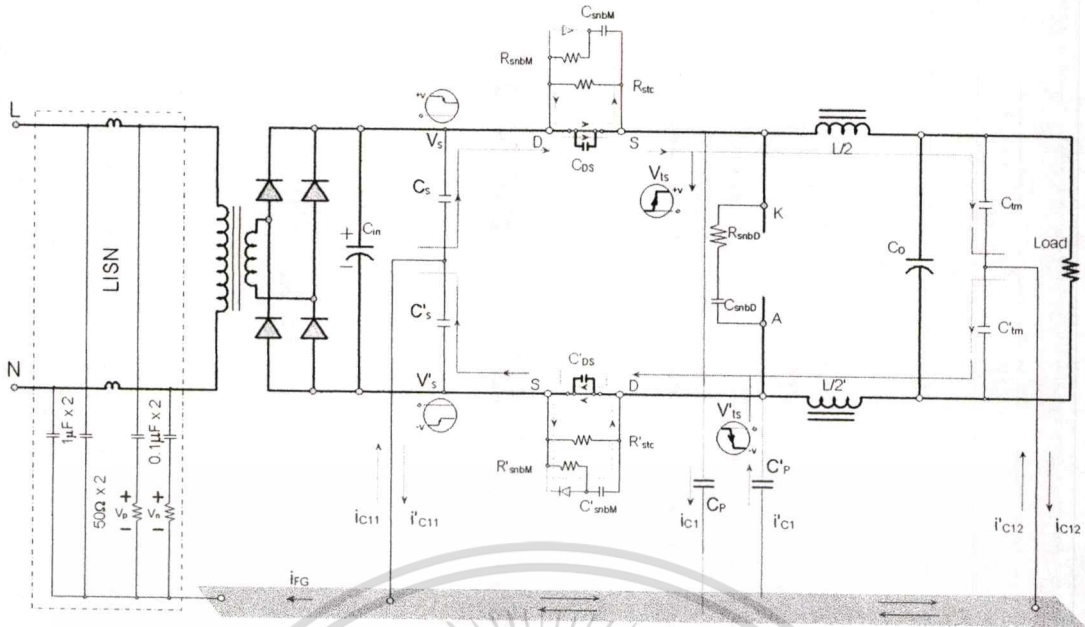 CsnbM
RsnbM
Rstc
L
+v
o
Vs
D
S
CDS
L/2
Vts
+v
o
Cs
K
Ctm
RsnbD
+
Cin
−
Co
Load
LISN
C's
CsnbD
A
C'tm
N
C'DS
V's
S
D
L/2'
o
-v
V'ts
o
-v
1μF x 2
0.1μF x 2
R'stc
R'snbM
C'P
50Ω x 2
+
VP
−
+
Vn
−
C'snbM
CP
iC11
i'C11
iC1
i'C1
i'C12
iC12
iFG